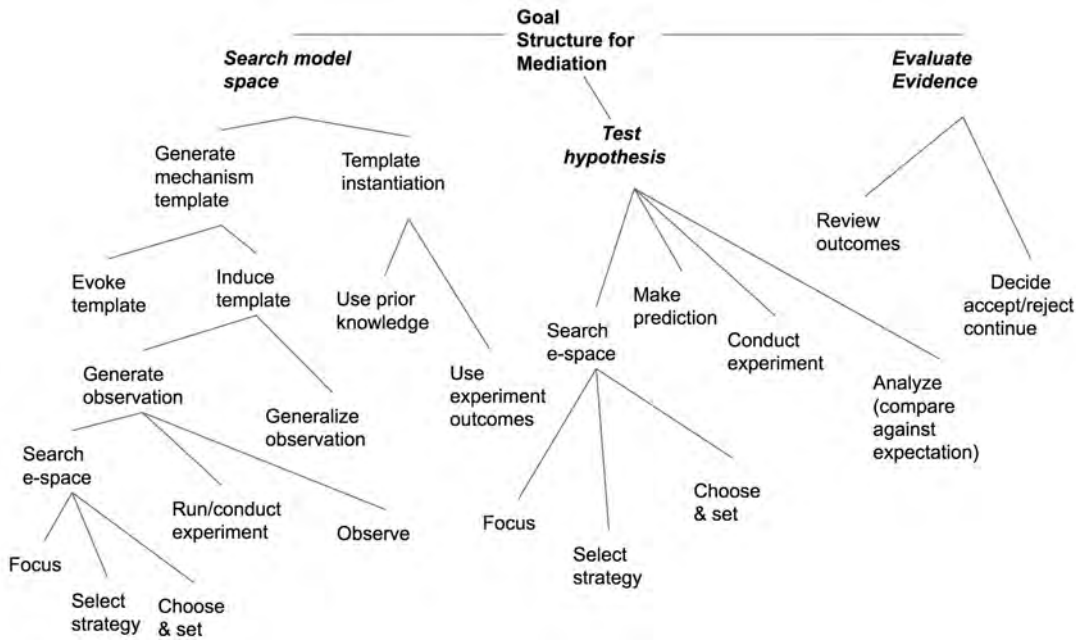 Goal
Structure for
Mediation
Search model
space
Evaluate
Evidence
Test
hypothesis
Generate
mechanism
template
Template
instantiation
Review
outcomes
Evoke
template
Induce
template
Use prior
knowledge
Make
prediction
Decide
accept/reject
continue
Search
e-space
Conduct
experiment
Generate
observation
Use
experiment
outcomes
Analyze
(compare
against
expectation)
Generalize
observation
Search
e-space
Run/conduct
experiment
Observe
Focus
Choose
& set
Select
strategy
Focus
Select
strategy
Choose
& set